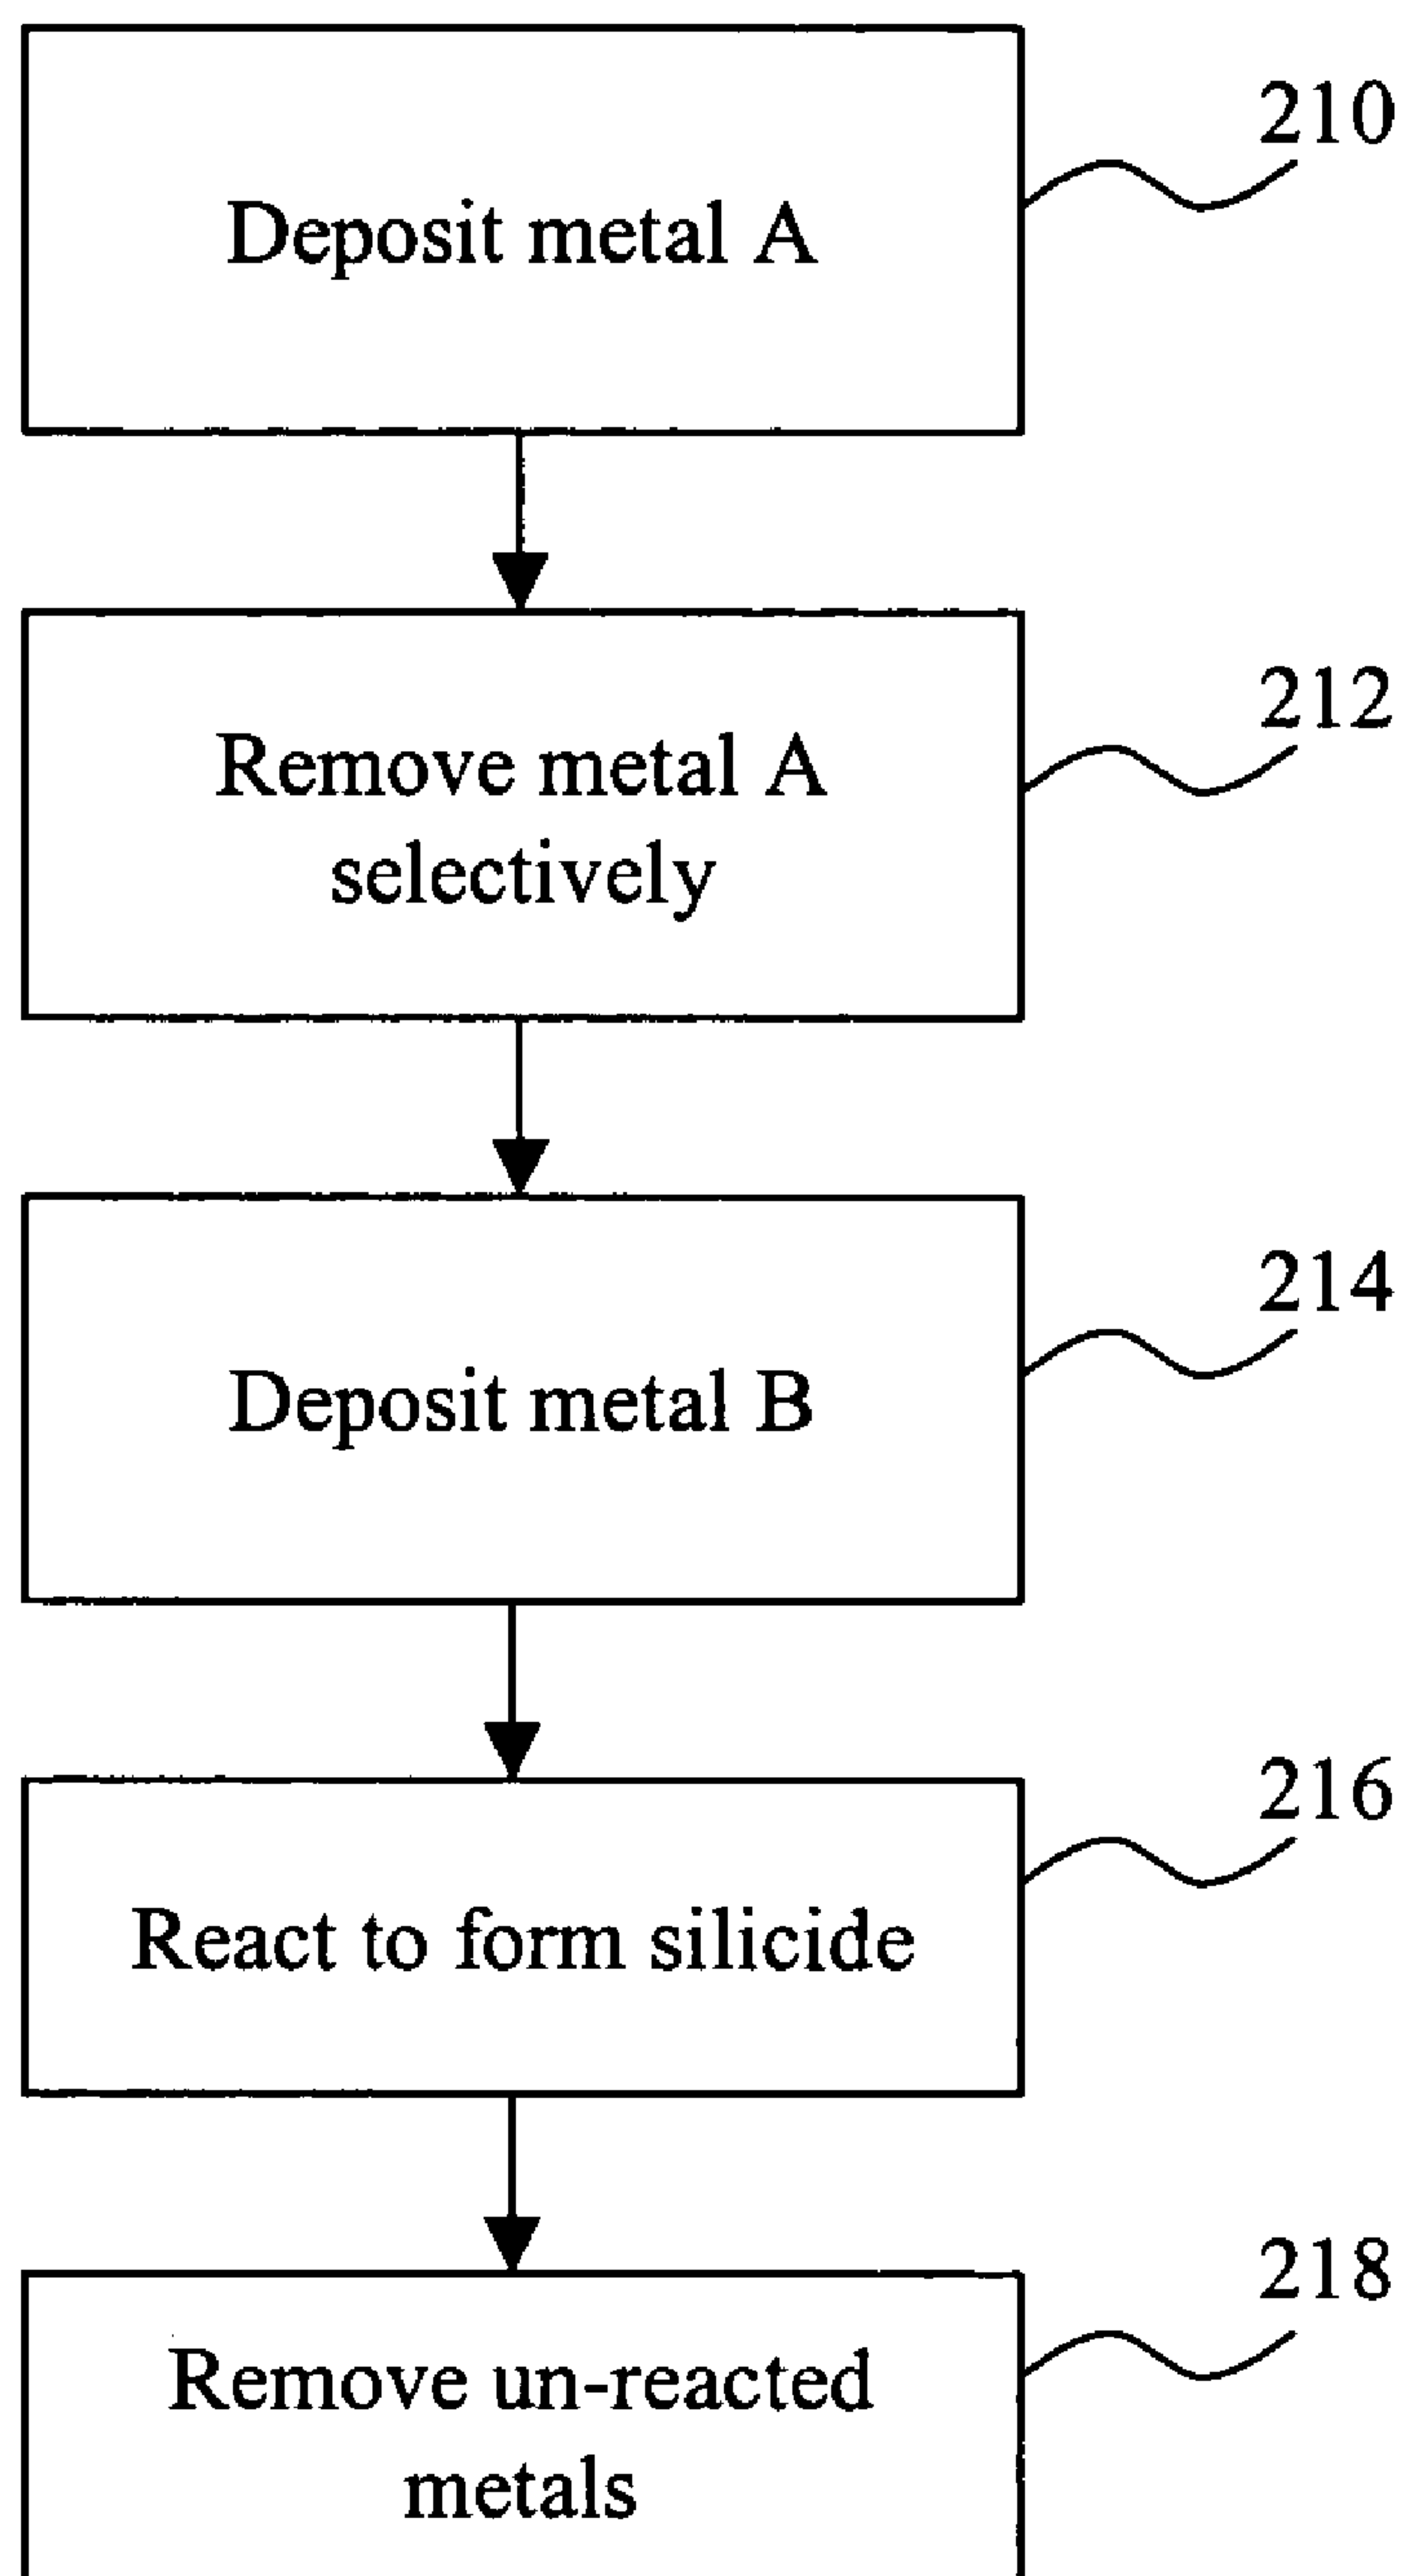 210
Deposit metal A
212
Remove metal A
selectively
214
Deposit metal B
216
React to form silicide
218
Remove un-reacted
metals